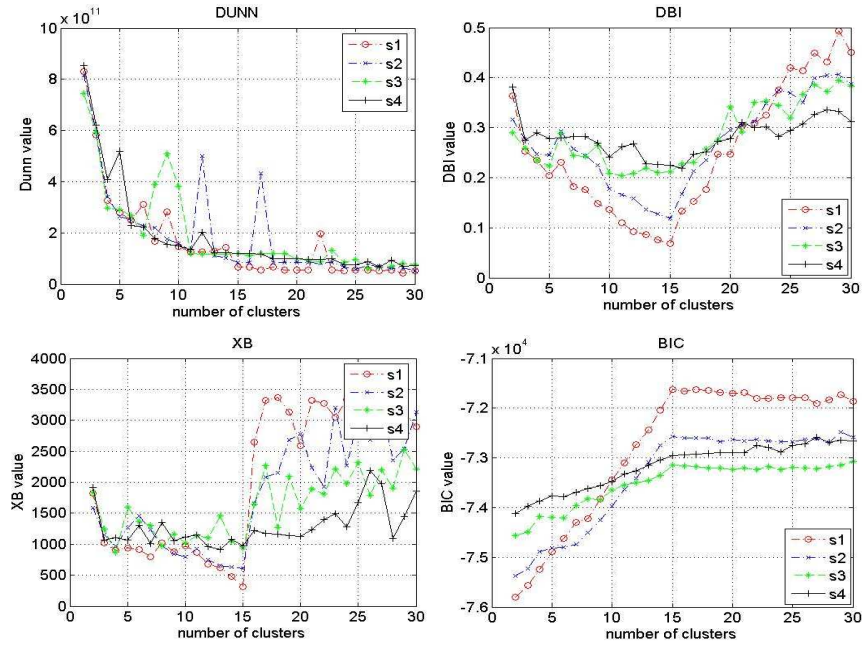 DUNN
x 10^11
10
8
6
4
2
0
Dunn value
0 5 10 15 20 25 30
number of clusters
s1
s2
s3
s4
DBI
0.5
0.4
0.3
0.2
0.1
0
DBI value
0 5 10 15 20 25 30
number of clusters
s1
s2
s3
s4
XB
4000
3500
3000
2500
2000
1500
1000
500
0
XB value
0 5 10 15 20 25 30
number of clusters
s1
s2
s3
s4
BIC
x 10^4
-7.1
-7.2
-7.3
-7.4
-7.5
-7.6
BIC value
0 5 10 15 20 25 30
number of clusters
s1
s2
s3
s4